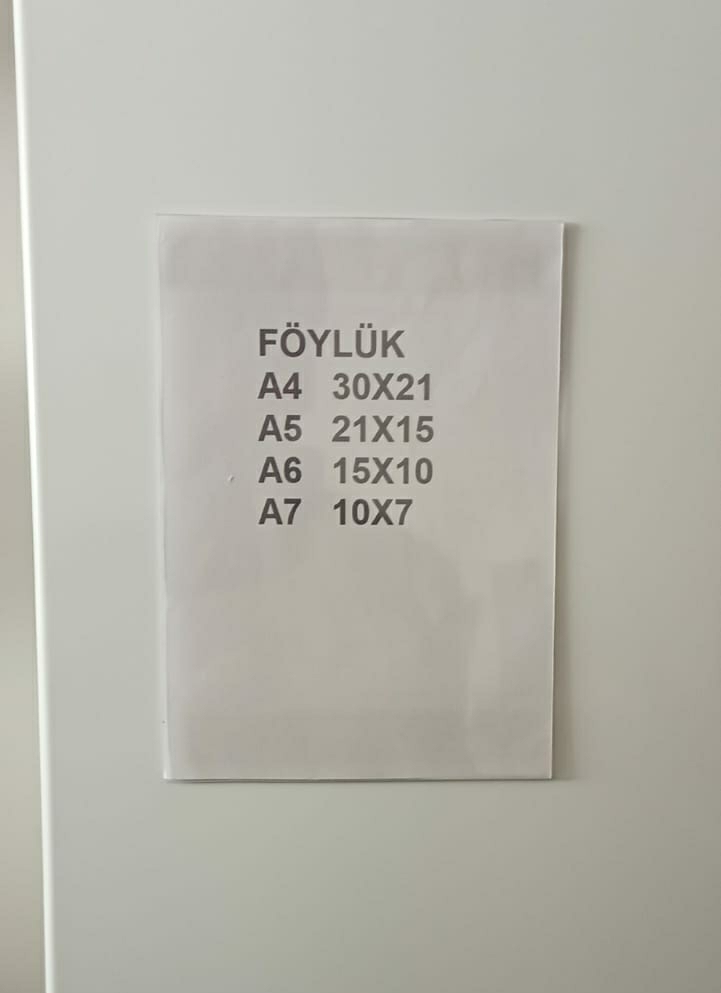 FÖYLÜK
A4 30X21
A5 21X15
A6 15X10
A7 10X7